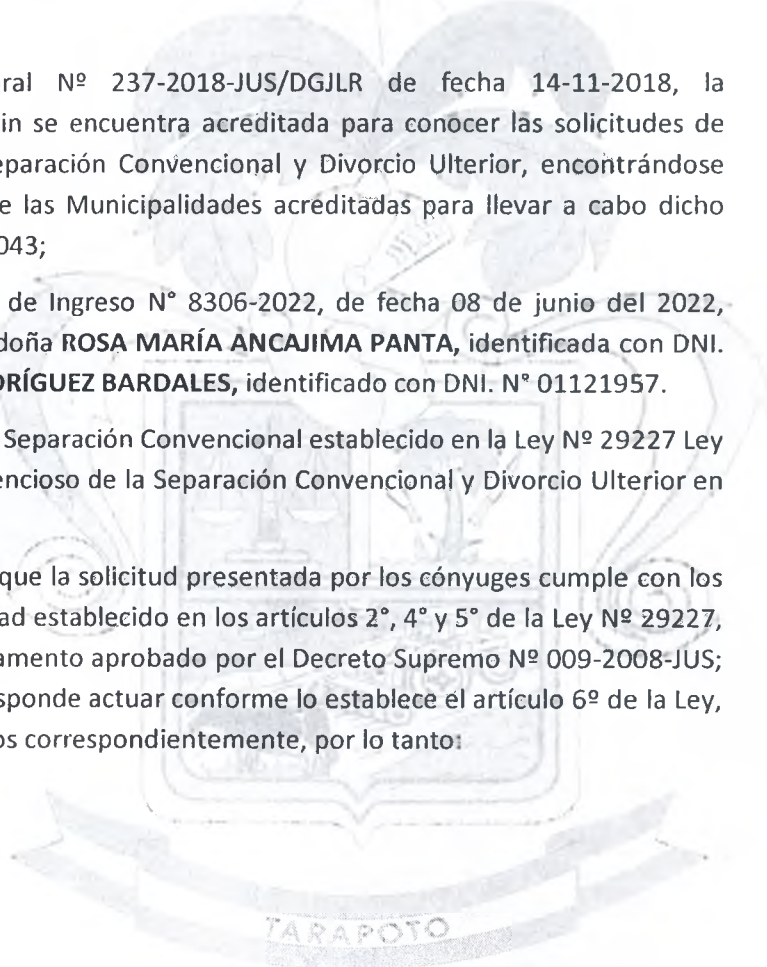 ral Nº 237-2018-JUS/DGJLR de fecha 14-11-2018, la
in se encuentra acreditada para conocer las solicitudes de
eparación Convencional y Divorcio Ulterior, encontrándose
e las Municipalidades acreditadas para llevar a cabo dicho
043;
de Ingreso N° 8306-2022, de fecha 08 de junio del 2022,
doña ROSA MARÍA ANCAJIMA PANTA, identificada con DNI.
ORÍGUEZ BARDALES, identificado con DNI. N° 01121957.
Separación Convencional establecido en la Ley Nº 29227 Ley
encioso de la Separación Convencional y Divorcio Ulterior en
que la solicitud presentada por los cónyuges cumple con los
ad establecido en los artículos 2°, 4° y 5° de la Ley Nº 29227,
amento aprobado por el Decreto Supremo Nº 009-2008-JUS;
sponde actuar conforme lo establece el artículo 6º de la Ley,
os correspondientemente, por lo tanto:
TARAPOTO